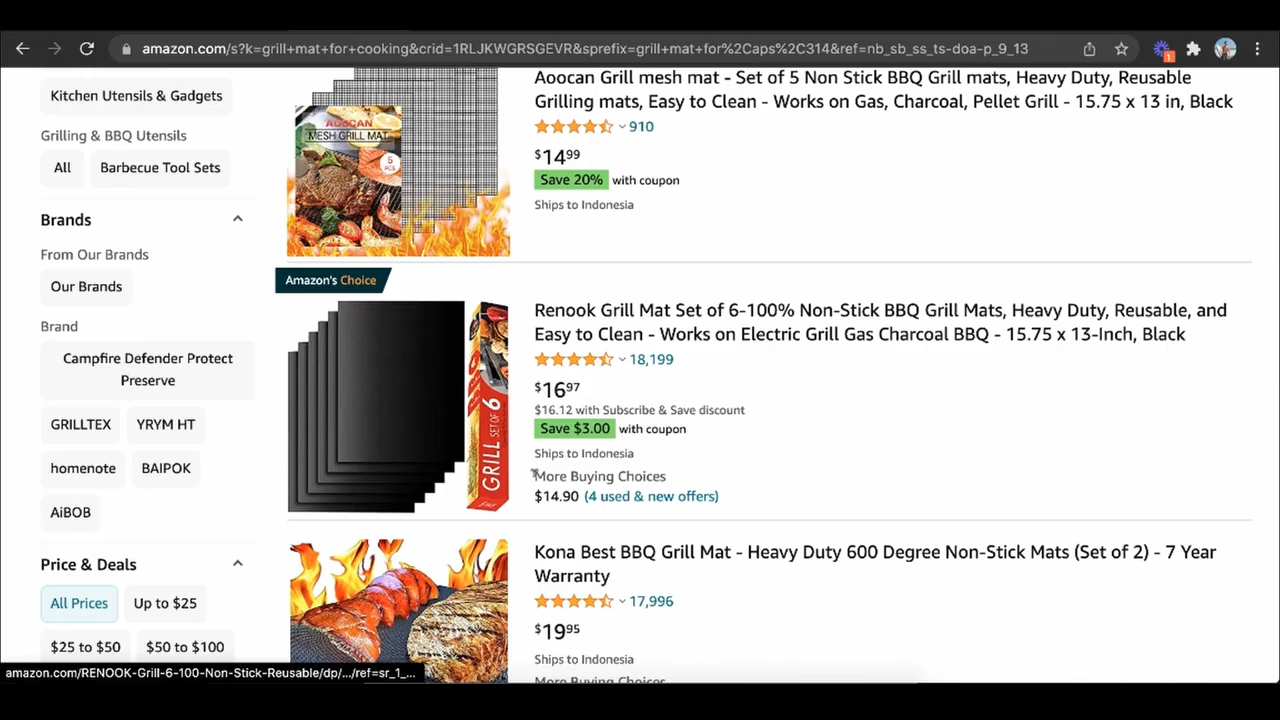 amazon.com/s?k=grill+mat+for+cooking&crid=1RLJKWGRSGEVR&sprefix=grill+mat+for%2Caps%2C314&ref=nb_sb_ss_ts-doa-p_9_13
1
Kitchen Utensils & Gadgets
Grilling & BBQ Utensils
All
Barbecue Tool Sets
Brands
From Our Brands
Our Brands
Brand
Campfire Defender Protect
Preserve
GRILLTEX
YRYM HT
homenote
BAIPOK
AiBOB
Price & Deals
All Prices
Up to $25
$25 to $50
$50 to $100
AOOCAN
MESH GRILL MAT
5
PCS
Aoocan Grill mesh mat - Set of 5 Non Stick BBQ Grill mats, Heavy Duty, Reusable
Grilling mats, Easy to Clean - Works on Gas, Charcoal, Pellet Grill - 15.75 x 13 in, Black
910
$14.99
Save 20% with coupon
Ships to Indonesia
Amazon's Choice
BBQ
GRILL SET OF 6
Renook Grill Mat Set of 6-100% Non-Stick BBQ Grill Mats, Heavy Duty, Reusable, and
Easy to Clean - Works on Electric Grill Gas Charcoal BBQ - 15.75 x 13-Inch, Black
18,199
$16.97
$16.12 with Subscribe & Save discount
Save $3.00 with coupon
Ships to Indonesia
More Buying Choices
$14.90 (4 used & new offers)
Kona Best BBQ Grill Mat - Heavy Duty 600 Degree Non-Stick Mats (Set of 2) - 7 Year
Warranty
17,996
$19.95
Ships to Indonesia
More Buying Choices
amazon.com/RENOOK-Grill-6-100-Non-Stick-Reusable/dp/.../ref=sr_1_...